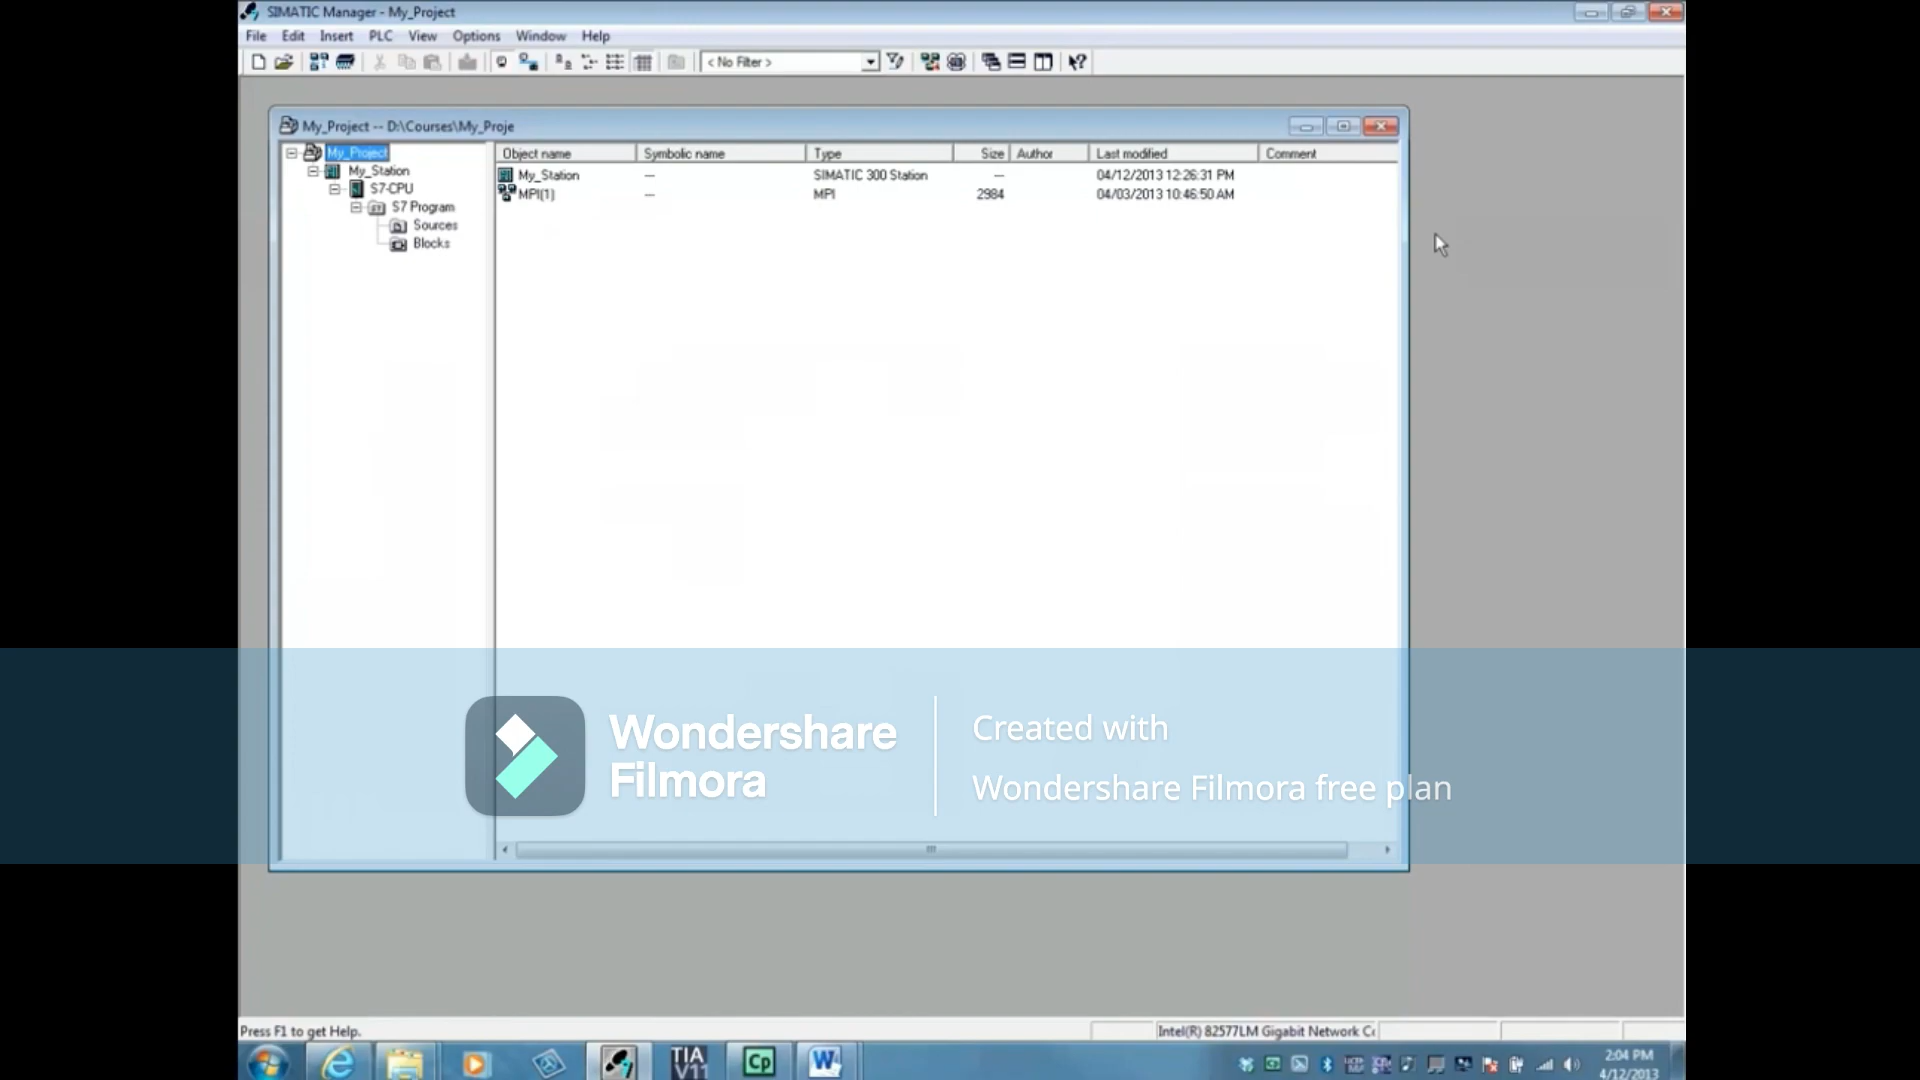 SIMATIC Manager - My_Project
File Edit Insert PLC View Options Window Help
< No Filter >
My_Project -- D:\Courses\My_Proje
My_Project
My_Station
S7-CPU
S7 Program
Sources
Blocks
Object name Symbolic name Type Size Author Last modified Comment
My_Station --- SIMATIC 300 Station --- 04/12/2013 12:26:31 PM
MPI(1) --- MPI 2984 04/03/2013 10:46:50 AM
Wondershare
Filmora
Created with
Wondershare Filmora free plan
Press F1 to get Help.
Intel(R) 82577LM Gigabit Network Co
TIA
V11
Cp
W
2:04 PM
4/12/2013